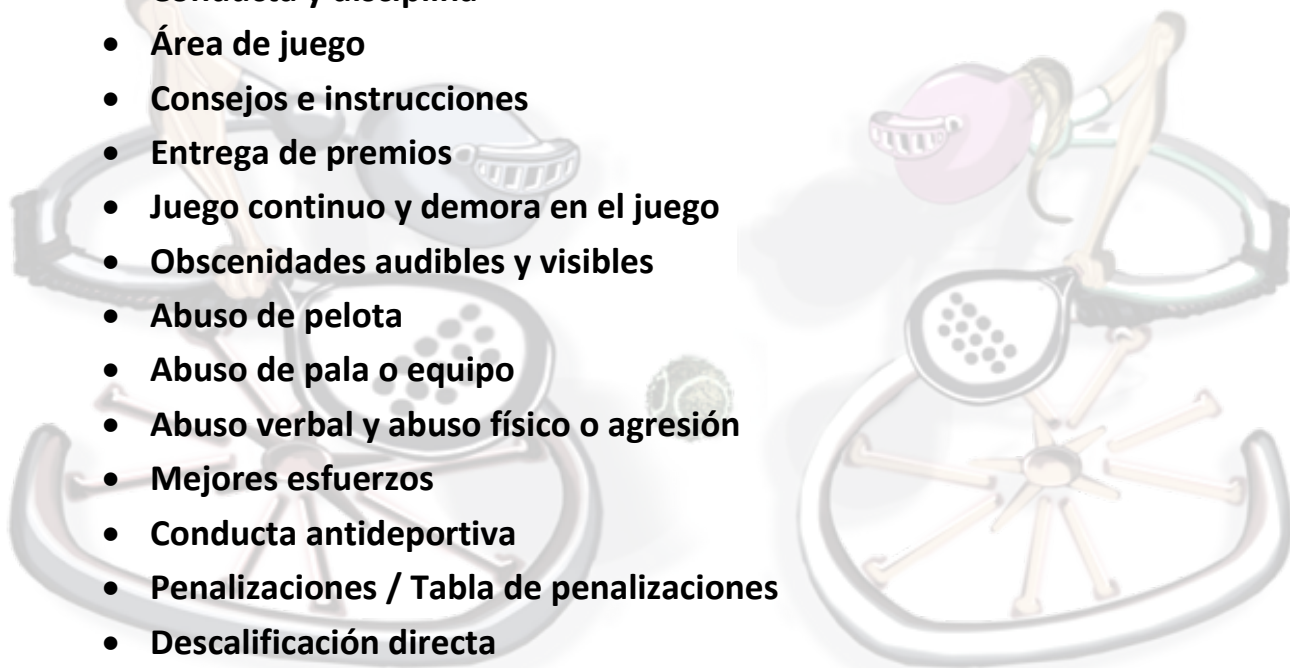 Conducta y disciplina
• Área de juego
• Consejos e instrucciones
• Entrega de premios
• Juego continuo y demora en el juego
• Obscenidades audibles y visibles
• Abuso de pelota
• Abuso de pala o equipo
• Abuso verbal y abuso físico o agresión
• Mejores esfuerzos
• Conducta antideportiva
• Penalizaciones / Tabla de penalizaciones
• Descalificación directa